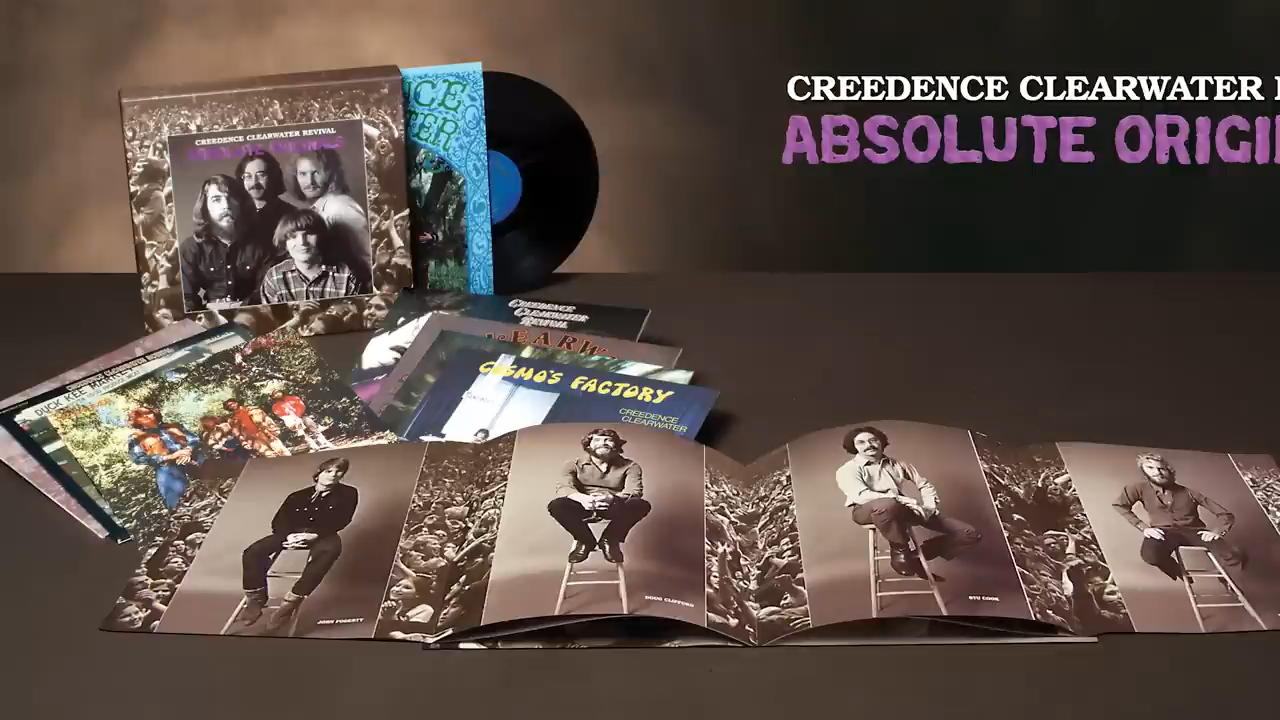 CREEDENCE CLEARWATER
ABSOLUTE ORIGI
CREEDENCE CLEARWATER REVIVAL
ABSOLUTE ORIGINALS
CREEDENCE
CLEARWATER
REVIVAL
COSMO'S FACTORY
CREEDENCE
CLEARWATER
JOHN FOGERTY
DOUG CLIFFORD
STU COOK